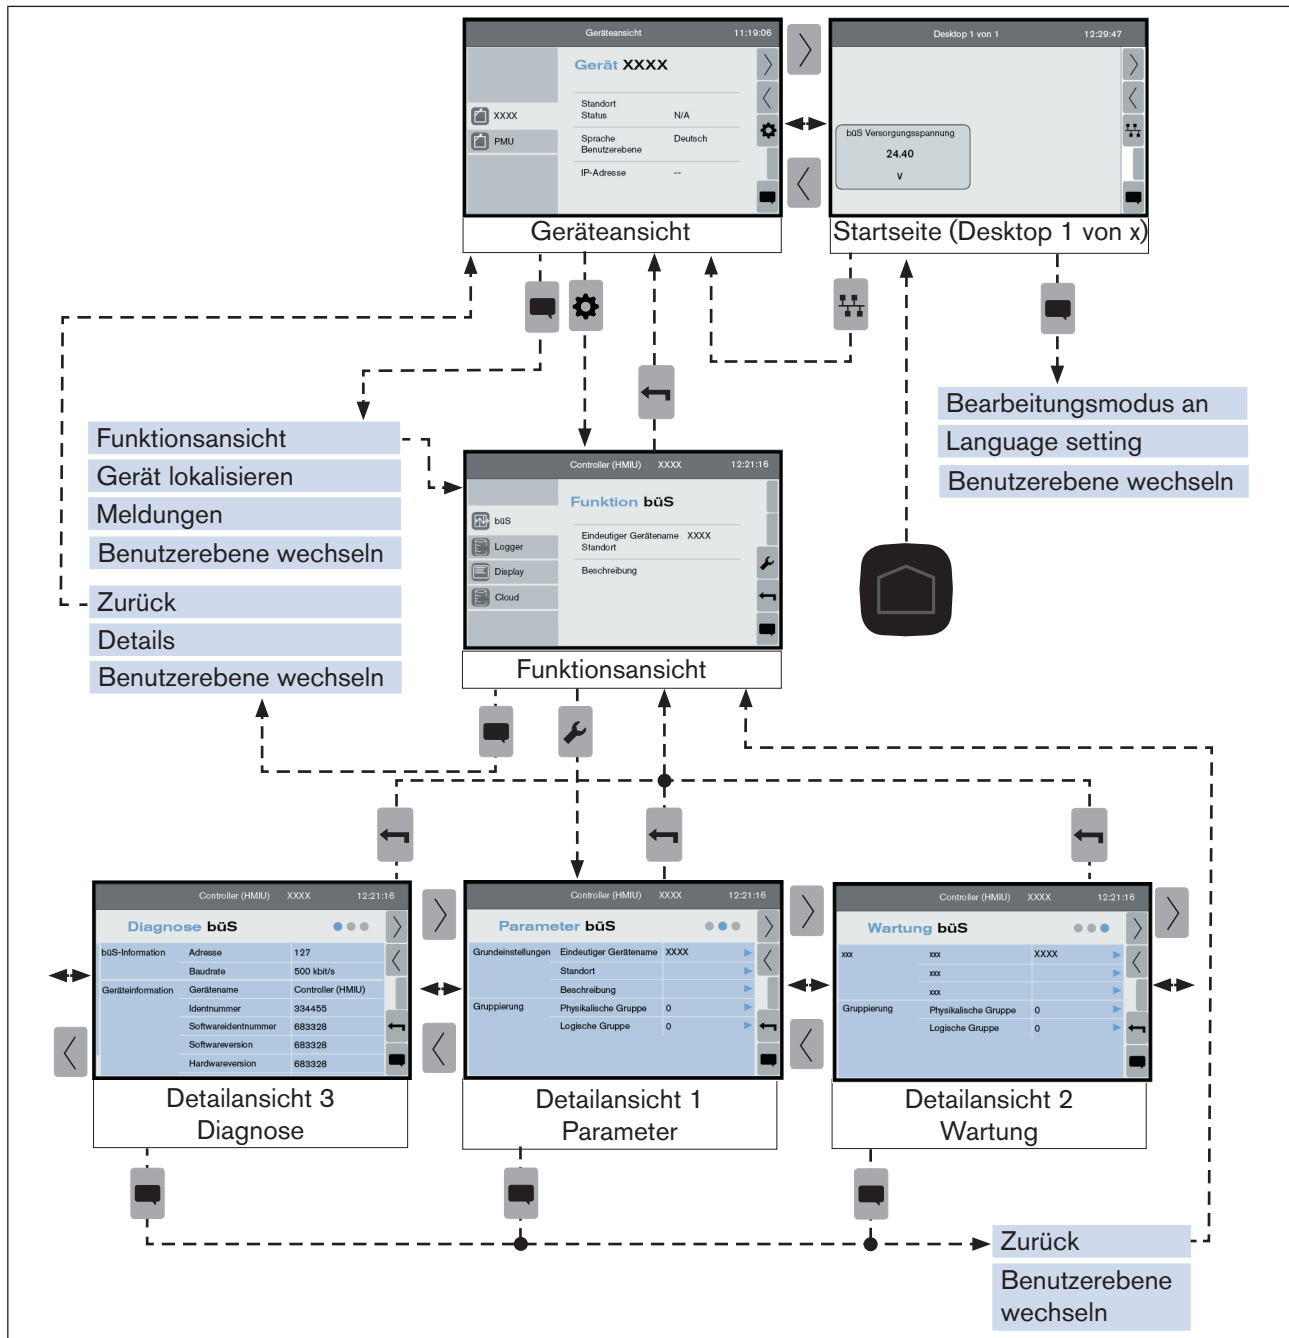 Geräteansicht 11:19:06
Gerät XXXX
Standort
Status N/A
Sprache Deutsch
Benutzerebene
IP-Adresse --
XXXX
PMU
Geräteansicht
Desktop 1 von 1 12:29:47
büS Versorgungsspannung
24.40
V
Startseite (Desktop 1 von x)
Bearbeitungsmodus an
Language setting
Benutzerebene wechseln
Funktionsansicht
Gerät lokalisieren
Meldungen
Benutzerebene wechseln
Zurück
Details
Benutzerebene wechseln
Controller (HMIU) XXXX 12:21:16
Funktion büS
büS
Logger
Display
Cloud
Eindeutiger Gerätename XXXX
Standort
Beschreibung
Funktionsansicht
Controller (HMIU) XXXX 12:21:16
Diagnose büS
büS-Information Adresse 127
Baudrate 500 kbit/s
Geräteinformation Gerätename Controller (HMIU)
Identnummer 334455
Softwareidentnummer 683328
Softwareversion 683328
Hardwareversion 683328
Detailansicht 3
Diagnose
Controller (HMIU) XXXX 12:21:16
Parameter büS
Grundeinstellungen Eindeutiger Gerätename XXXX
Standort
Beschreibung
Gruppierung Physikalische Gruppe 0
Logische Gruppe 0
Detailansicht 1
Parameter
Controller (HMIU) XXXX 12:21:16
Wartung büS
xxx xxx XXXX
xxx
xxx
Gruppierung Physikalische Gruppe 0
Logische Gruppe 0
Detailansicht 2
Wartung
Zurück
Benutzerebene
wechseln